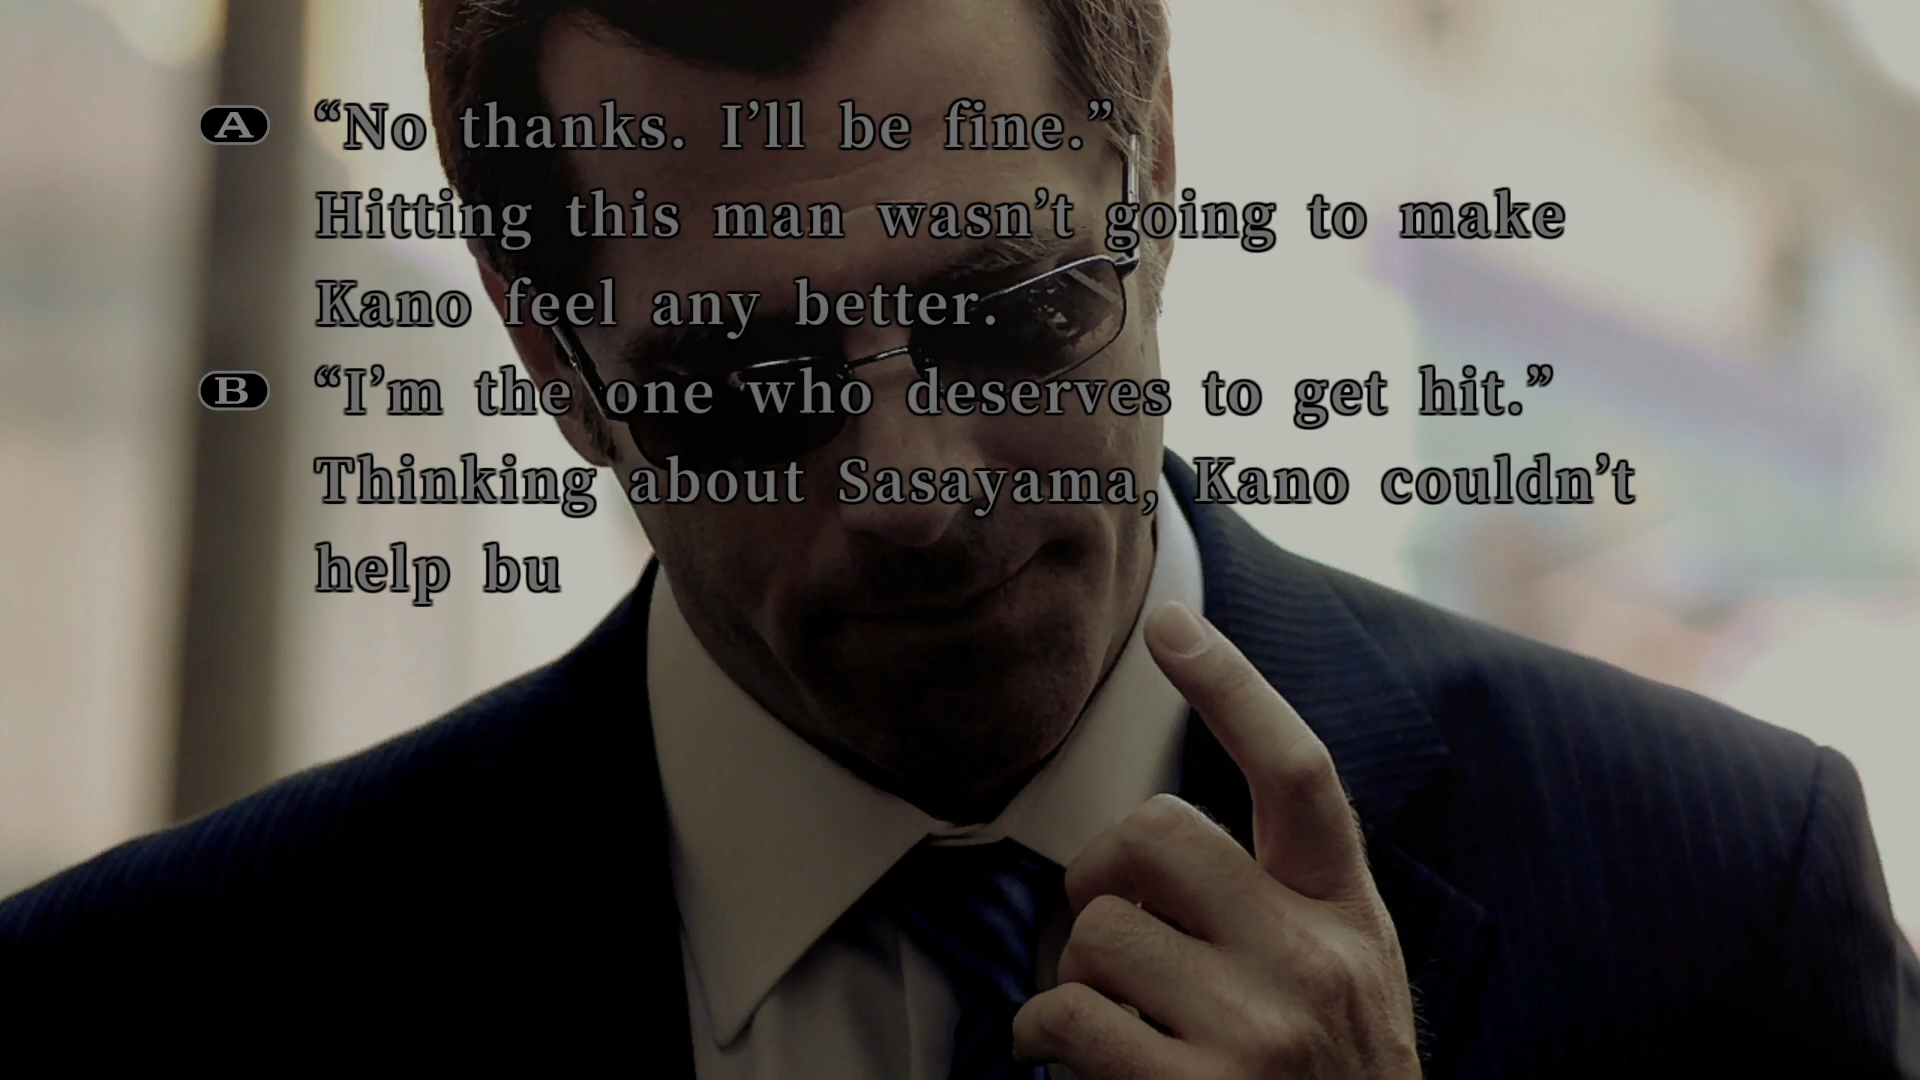 A “No thanks. I’ll be fine.”
Hitting this man wasn’t going to make
Kano feel any better.
B “I’m the one who deserves to get hit.”
Thinking about Sasayama, Kano couldn’t
help bu